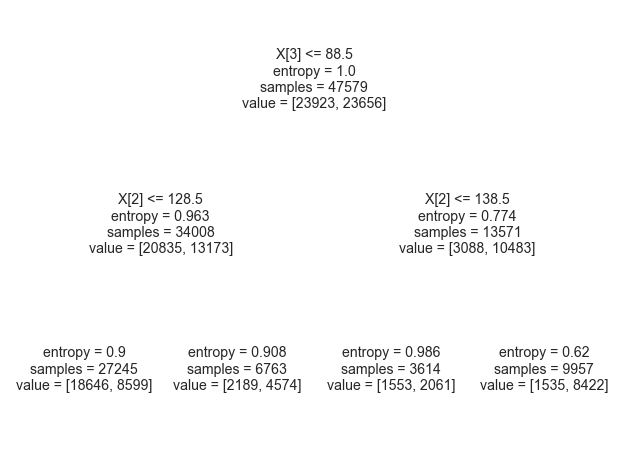 X[3] <= 88.5
entropy = 1.0
samples = 47579
value = [23923, 23656]
X[2] <= 128.5
entropy = 0.963
samples = 34008
value = [20835, 13173]
X[2] <= 138.5
entropy = 0.774
samples = 13571
value = [3088, 10483]
entropy = 0.9
samples = 27245
value = [18646, 8599]
entropy = 0.908
samples = 6763
value = [2189, 4574]
entropy = 0.986
samples = 3614
value = [1553, 2061]
entropy = 0.62
samples = 9957
value = [1535, 8422]